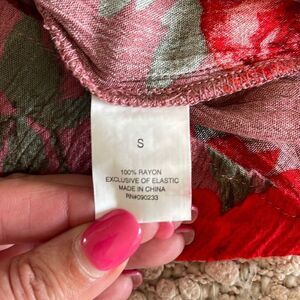 S
100% RAYON
EXCLUSIVE OF ELASTIC
MADE IN CHINA
RN#090233